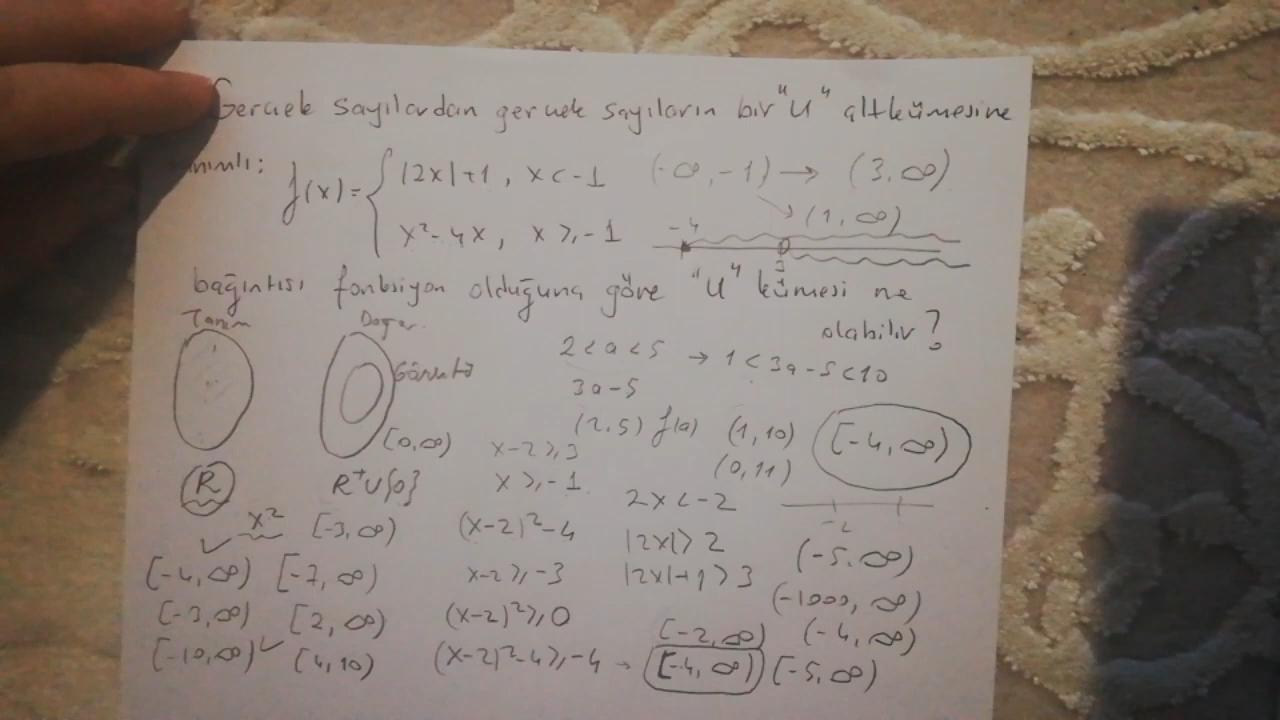 Gerçek sayılardan gerçek sayıların bir "U" altkümesine
f(x)= { |2x|+1 , x<-1 (-∞,-1) → (3,∞)
→ (1,∞)
x²-4x , x≥-1 -4 3
bağıntısı fonksiyon olduğuna göre "U" kümesi ne
olabilir?
Tanım Değer
Görüntü 2<a<5 → 1<3a-5<10
3a-5
(2,5) f(a) (1,10) [-4,∞)
[0,∞) x-2≥,3 (0,11)
R R⁺∪{0} x≥-1 2x<-2
x² [-3,∞) (x-2)²-4 |2x|>2 (-5,∞)
✓ [-4,∞) [-7,∞) x-2≥-3 |2x|+1>3 (-1000,∞)
[-3,∞) [2,∞) (x-2)²≥0 [-2,∞) (-4,∞)
[-10,∞) ✓ (4,10) (x-2)²-4≥-4 → [-4,∞) [-5,∞)